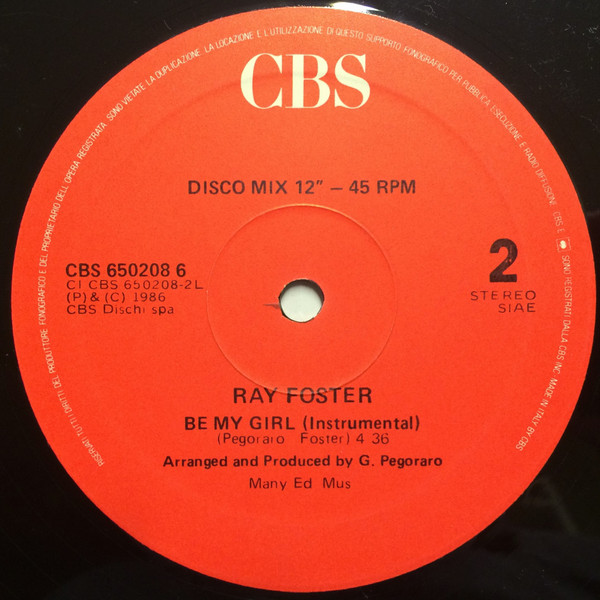 RISERVATI TUTTI I DIRITTI DEL PRODUTTORE FONOGRAFICO E DEL PROPRIETARIO DELL'OPERA REGISTRATA. SONO VIETATE LA DUPLICAZIONE, LA LOCAZIONE E L'UTILIZZAZIONE DI QUESTO SUPPORTO FONOGRAFICO PER PUBBLICA ESECUZIONE E RADIO DIFFUSIONE. CBS E SONO REGISTRATI DALLA CBS INC. MADE IN ITALY BY CBS
CBS
DISCO MIX 12" – 45 RPM
CBS 650208 6
CI CBS 650208-2L
(P) & (C) 1986
CBS Dischi spa
2
STEREO
SIAE
RAY FOSTER
BE MY GIRL (Instrumental)
(Pegoraro Foster) 4 36
Arranged and Produced by G. Pegoraro
Many Ed Mus